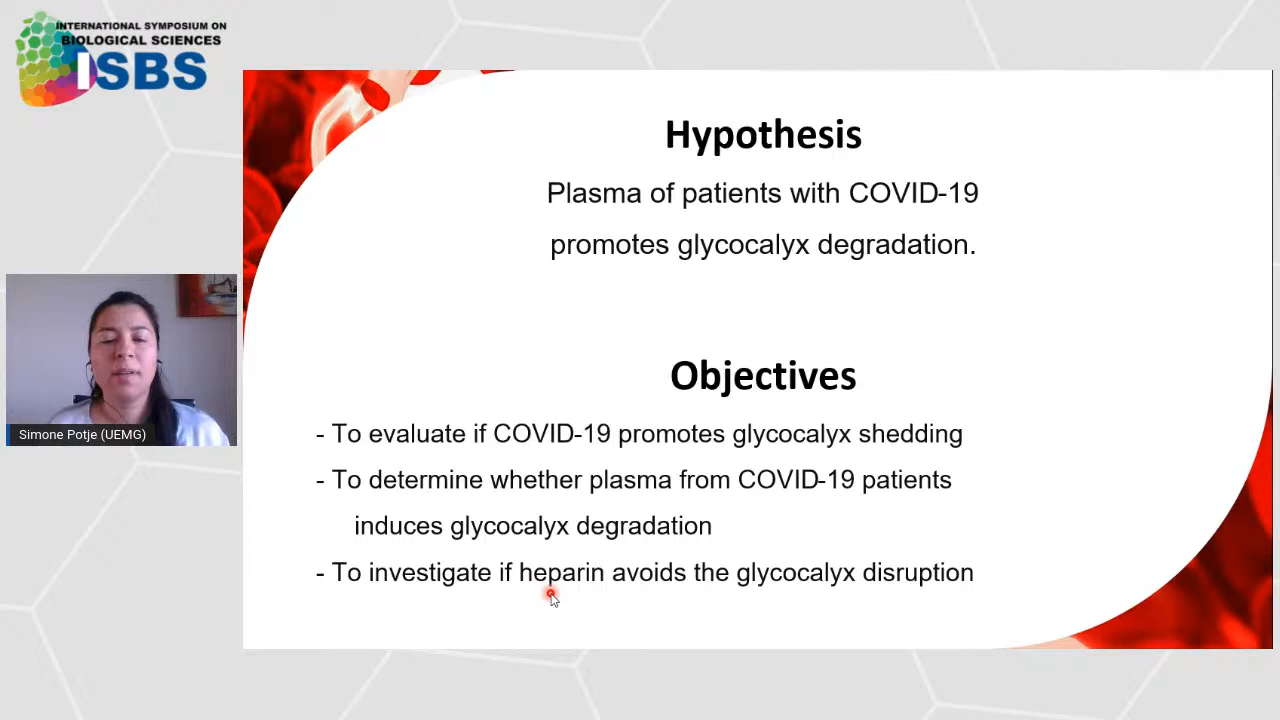 INTERNATIONAL SYMPOSIUM ON
BIOLOGICAL SCIENCES
ISBS
Hypothesis
Plasma of patients with COVID-19
promotes glycocalyx degradation.
Objectives
- To evaluate if COVID-19 promotes glycocalyx shedding
- To determine whether plasma from COVID-19 patients
induces glycocalyx degradation
- To investigate if heparin avoids the glycocalyx disruption
Simone Potje (UEMG)